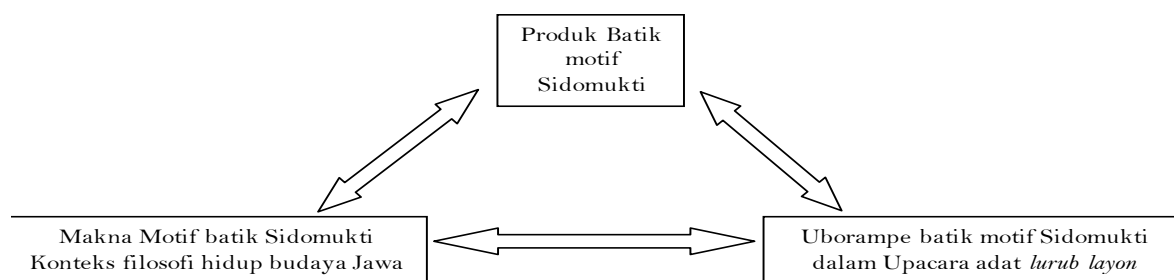 Produk Batik
motif
Sidomukti
Makna Motif batik Sidomukti
Konteks filosofi hidup budaya Jawa
Uborampe batik motif Sidomukti
dalam Upacara adat lurub layon